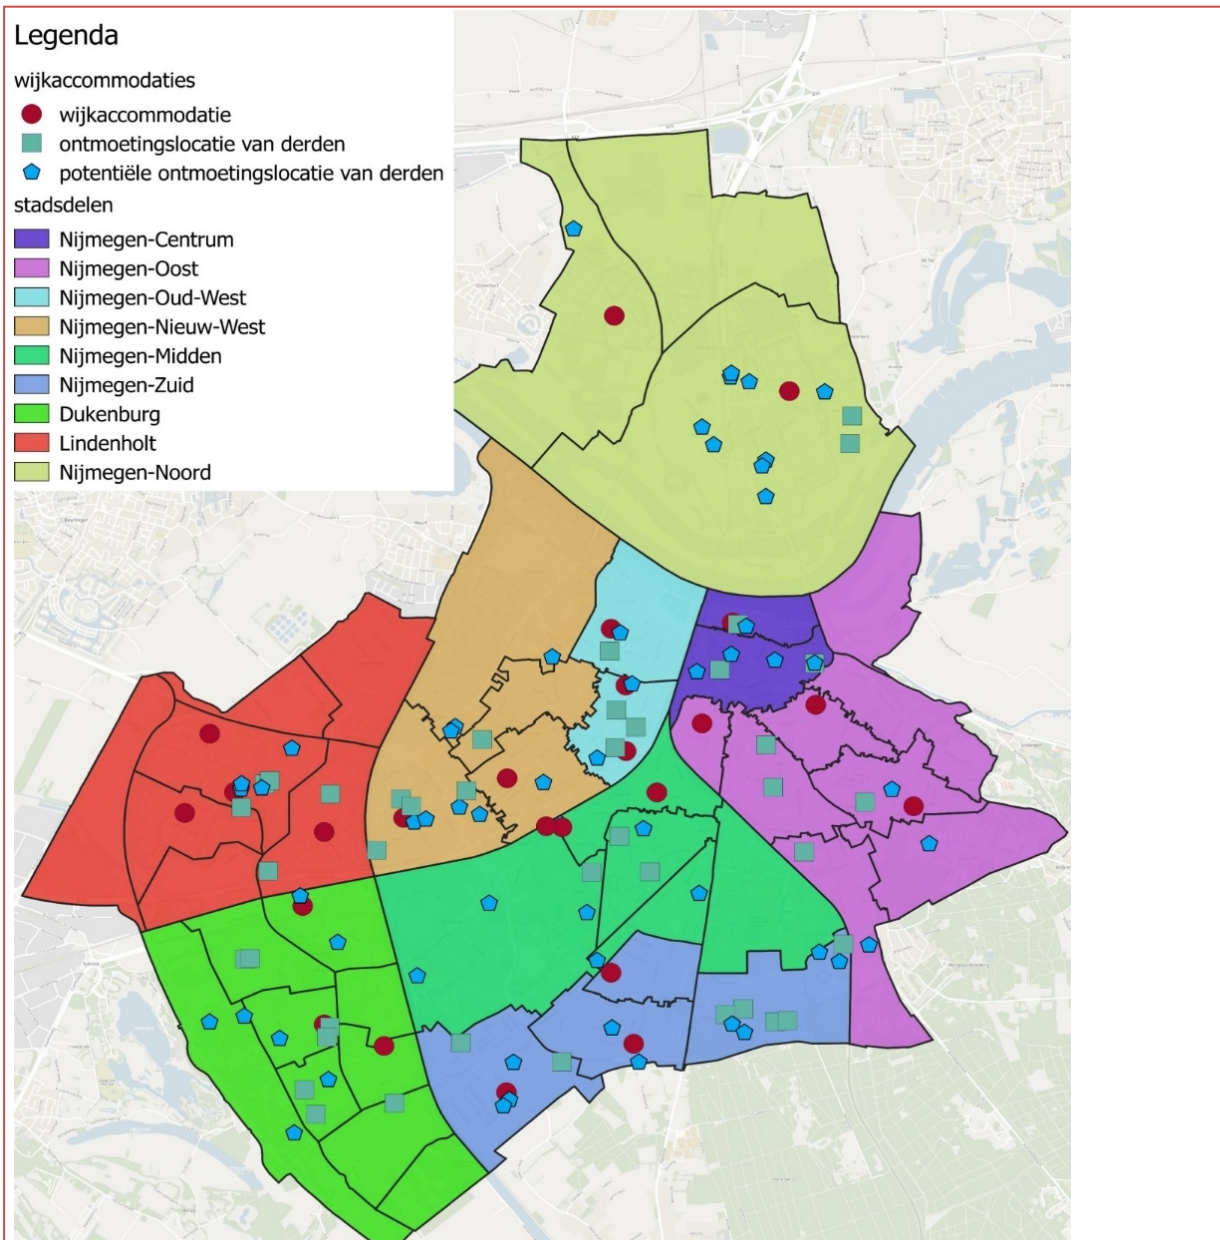 Legenda
wijkaccommodaties
wijkaccommodatie
ontmoetingslocatie van derden
potentiële ontmoetingslocatie van derden
stadsdelen
Nijmegen-Centrum
Nijmegen-Oost
Nijmegen-Oud-West
Nijmegen-Nieuw-West
Nijmegen-Midden
Nijmegen-Zuid
Dukenburg
Lindenholt
Nijmegen-Noord